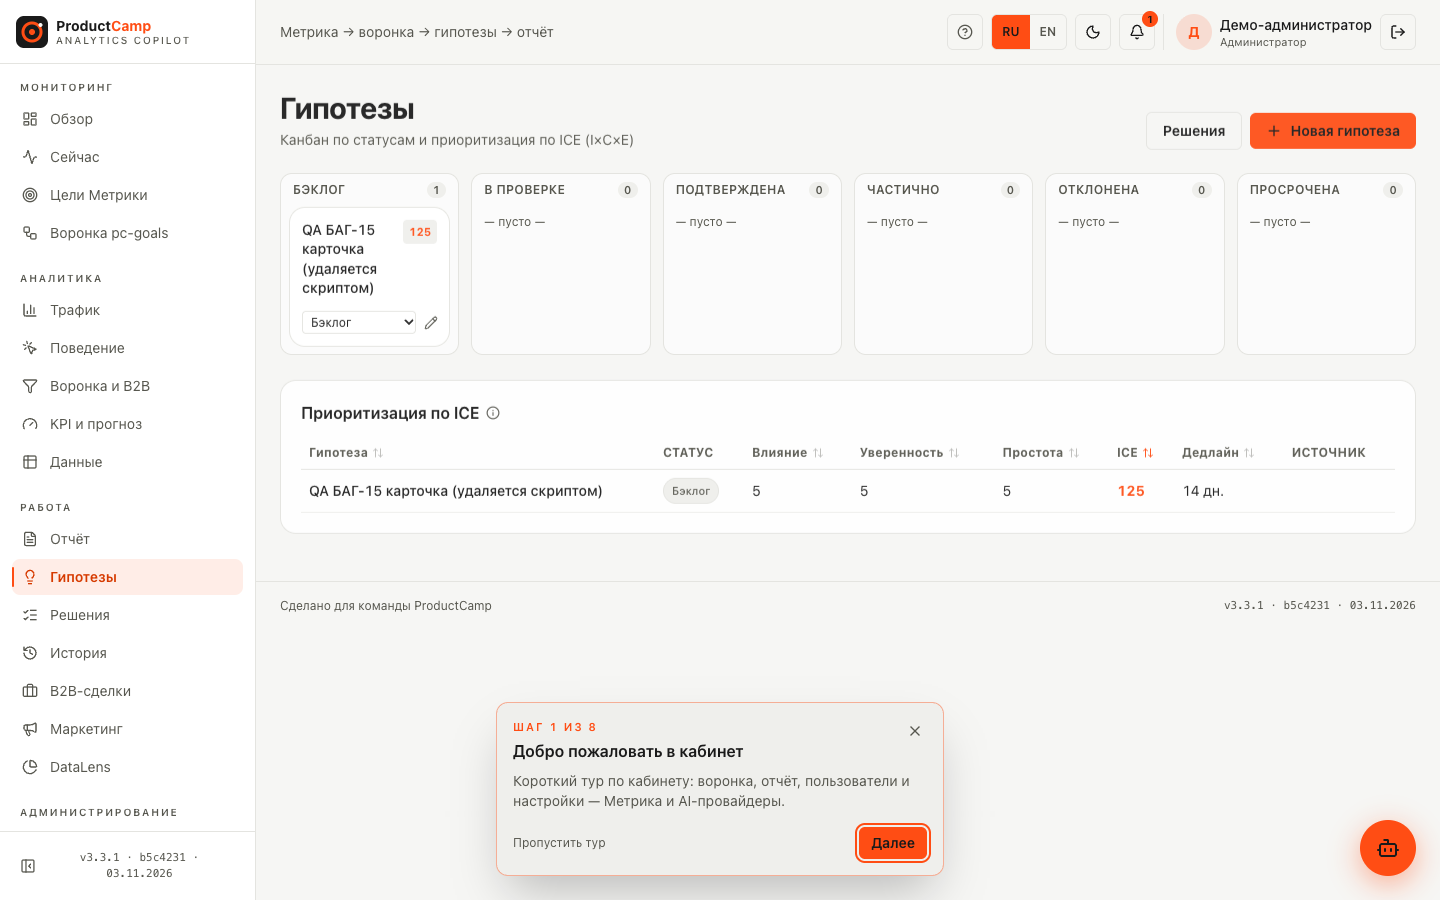 ProductCamp
ANALYTICS COPILOT
МОНИТОРИНГ
Обзор
Сейчас
Цели Метрики
Воронка pc-goals
АНАЛИТИКА
Трафик
Поведение
Воронка и B2B
KPI и прогноз
Данные
РАБОТА
Отчёт
Гипотезы
Решения
История
B2B-сделки
Маркетинг
DataLens
АДМИНИСТРИРОВАНИЕ
v3.3.1 · b5c4231 ·
03.11.2026
Метрика → воронка → гипотезы → отчёт
RU EN
1
Д
Демо-администратор
Администратор
Гипотезы
Канбан по статусам и приоритизация по ICE (I×C×E)
Решения
+ Новая гипотеза
БЭКЛОГ 1
QA БАГ-15
карточка
(удаляется
скриптом)
125
Бэклог
В ПРОВЕРКЕ 0
— пусто —
ПОДТВЕРЖДЕНА 0
— пусто —
ЧАСТИЧНО 0
— пусто —
ОТКЛОНЕНА 0
— пусто —
ПРОСРОЧЕНА 0
— пусто —
Приоритизация по ICE
Гипотеза СТАТУС Влияние Уверенность Простота ICE Дедлайн ИСТОЧНИК
QA БАГ-15 карточка (удаляется скриптом) Бэклог 5 5 5 125 14 дн.
Сделано для команды ProductCamp
v3.3.1 · b5c4231 · 03.11.2026
ШАГ 1 ИЗ 8
Добро пожаловать в кабинет
Короткий тур по кабинету: воронка, отчёт, пользователи и
настройки — Метрика и AI-провайдеры.
Пропустить тур
Далее